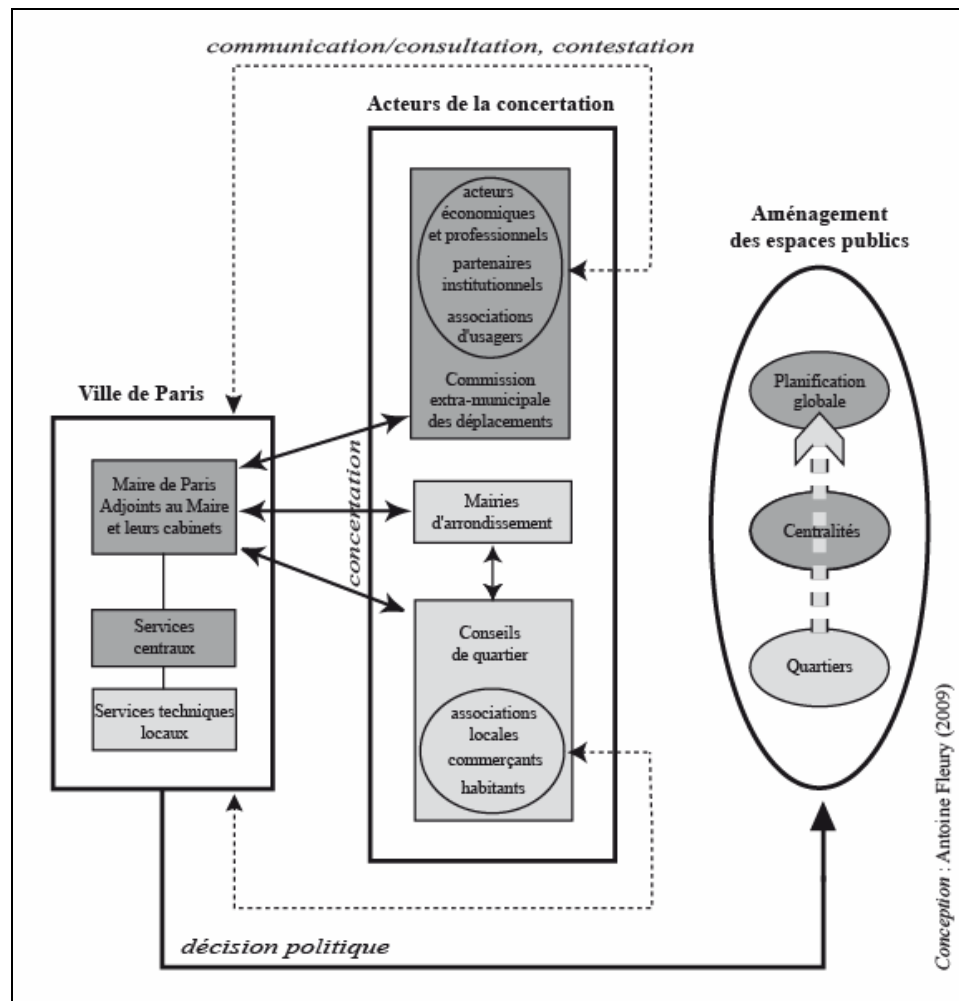 communication/consultation, contestation
Acteurs de la concertation
acteurs
économiques
et professionnels
partenaires
institutionnels
associations
d'usagers
Commission
extra-municipale
des déplacements
Aménagement
des espaces publics
Planification
globale
Centralités
Quartiers
Ville de Paris
Maire de Paris
Adjoints au Maire
et leurs cabinets
Services
centraux
Services techniques
locaux
concertation
Mairies
d'arrondissement
Conseils
de quartier
associations
locales
commerçants
habitants
décision politique
Conception : Antoine Fleury (2009)